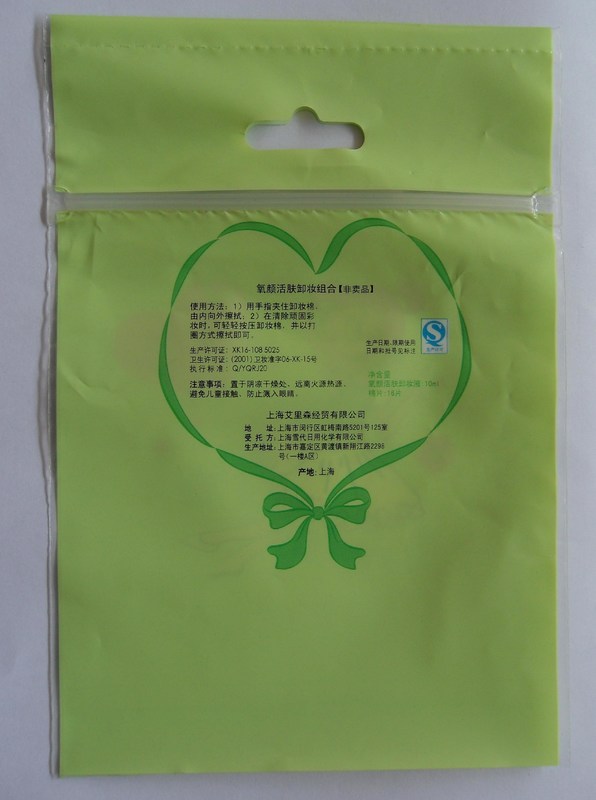 氧颜活肤卸妆组合【非卖品】
使用方法：1）用手指夹住卸妆棉，
由内向外擦拭；2）在清除顽固彩
妆时，可轻轻按压卸妆棉，并以打
圈方式擦拭即可。
生产许可证：XK16-108 5025
卫生许可证：(2001)卫妆准字06-XK-15号
执行标准：Q/YQRJ20
生产日期、限期使用
日期和批号见标注
净含量
氧颜活肤卸妆液 10ml
棉片:18片
注意事项：置于阴凉干燥处，远离火源热源，
避免儿童接触，防止溅入眼睛。
上海艾里森经贸有限公司
地 址：上海市闵行区虹梅南路5201号125室
受托方：上海雪代日用化学有限公司
生产地址：上海市嘉定区黄渡镇新翔江路2298
号(一楼A区)
产地：上海